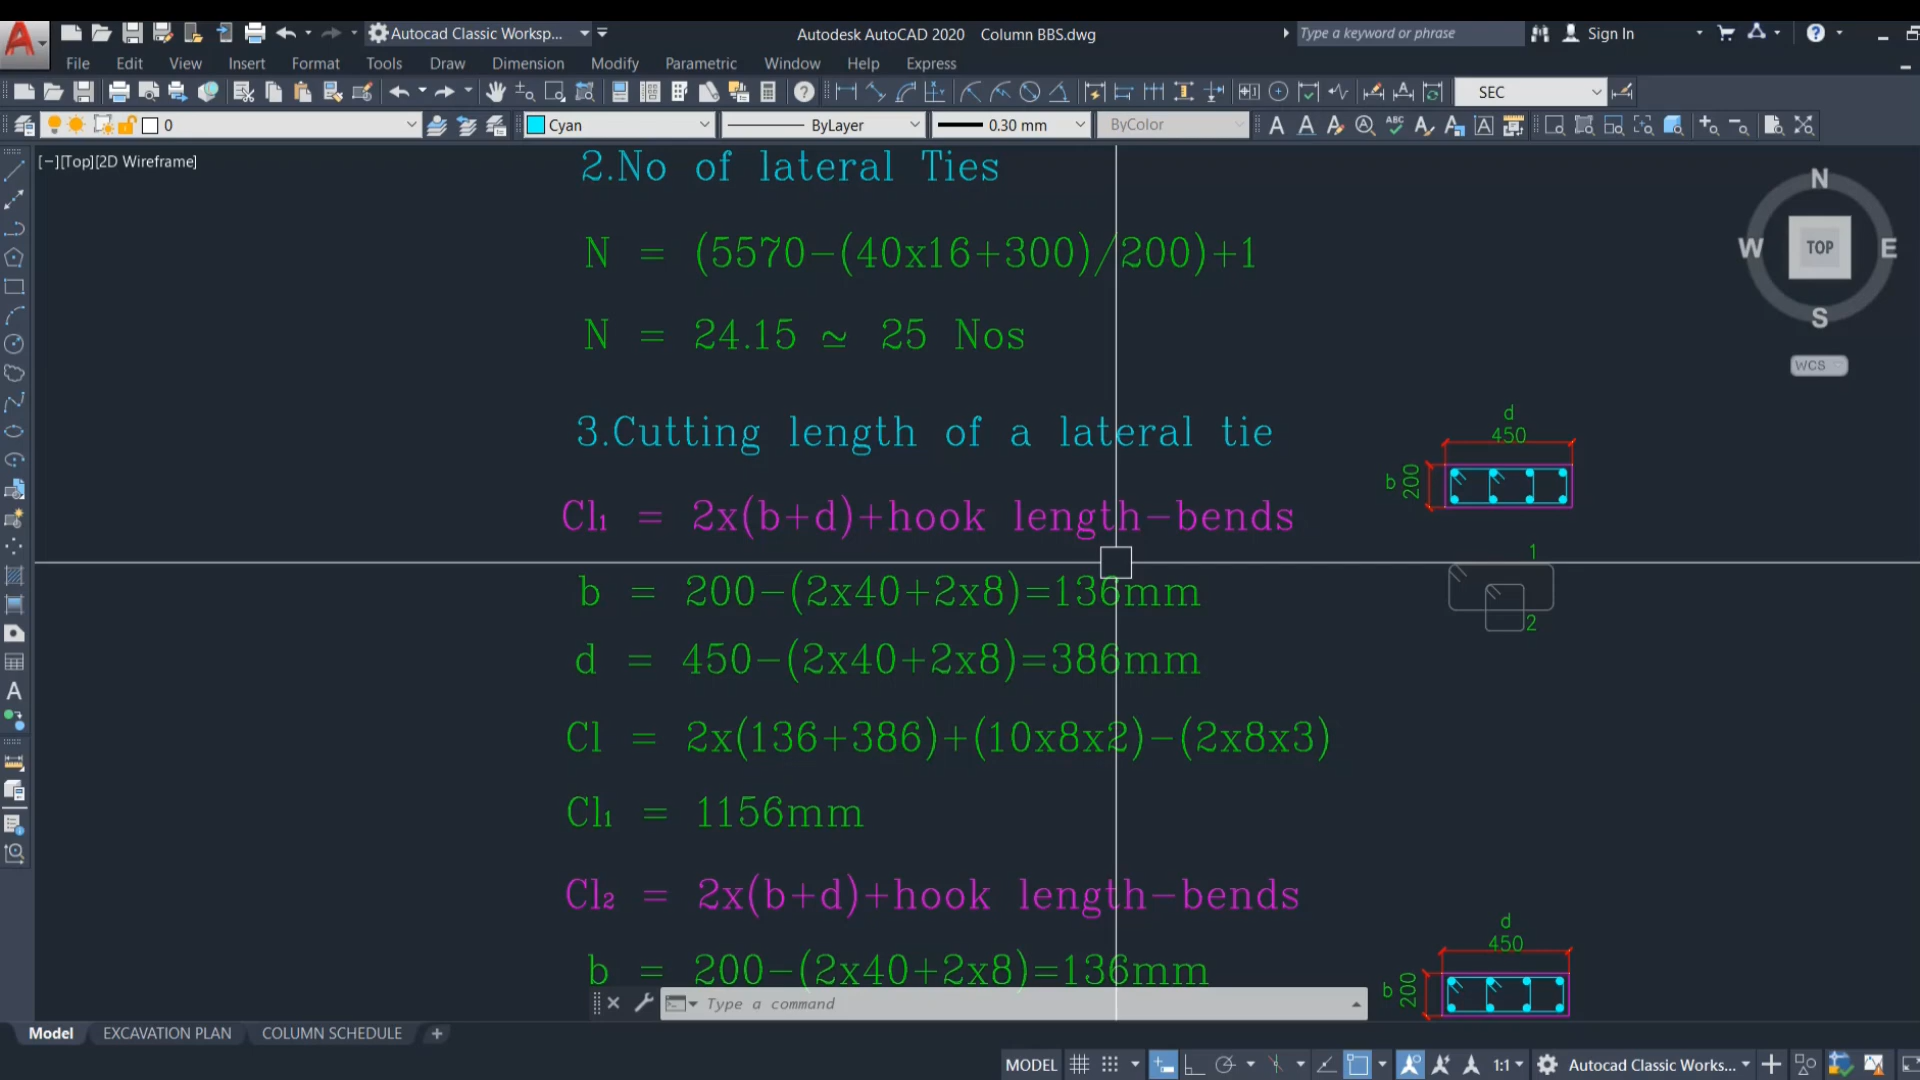 Autocad Classic Worksp...
Autodesk AutoCAD 2020 Column BBS.dwg
Type a keyword or phrase
Sign In
File Edit View Insert Format Tools Draw Dimension Modify Parametric Window Help Express
SEC
0
Cyan
ByLayer
0.30 mm
ByColor
[−][Top][2D Wireframe]
N
W TOP E
S
WCS
2.No of lateral Ties
N = (5570−(40x16+300)/200)+1
N = 24.15 ≃ 25 Nos
3.Cutting length of a lateral tie
Cl1 = 2x(b+d)+hook length−bends
b = 200−(2x40+2x8)=136mm
d = 450−(2x40+2x8)=386mm
Cl = 2x(136+386)+(10x8x2)−(2x8x3)
Cl1 = 1156mm
Cl2 = 2x(b+d)+hook length−bends
b = 200−(2x40+2x8)=136mm
d
450
b 200
1
2
d
450
b 200
Type a command
Model EXCAVATION PLAN COLUMN SCHEDULE +
MODEL
1:1
Autocad Classic Works...